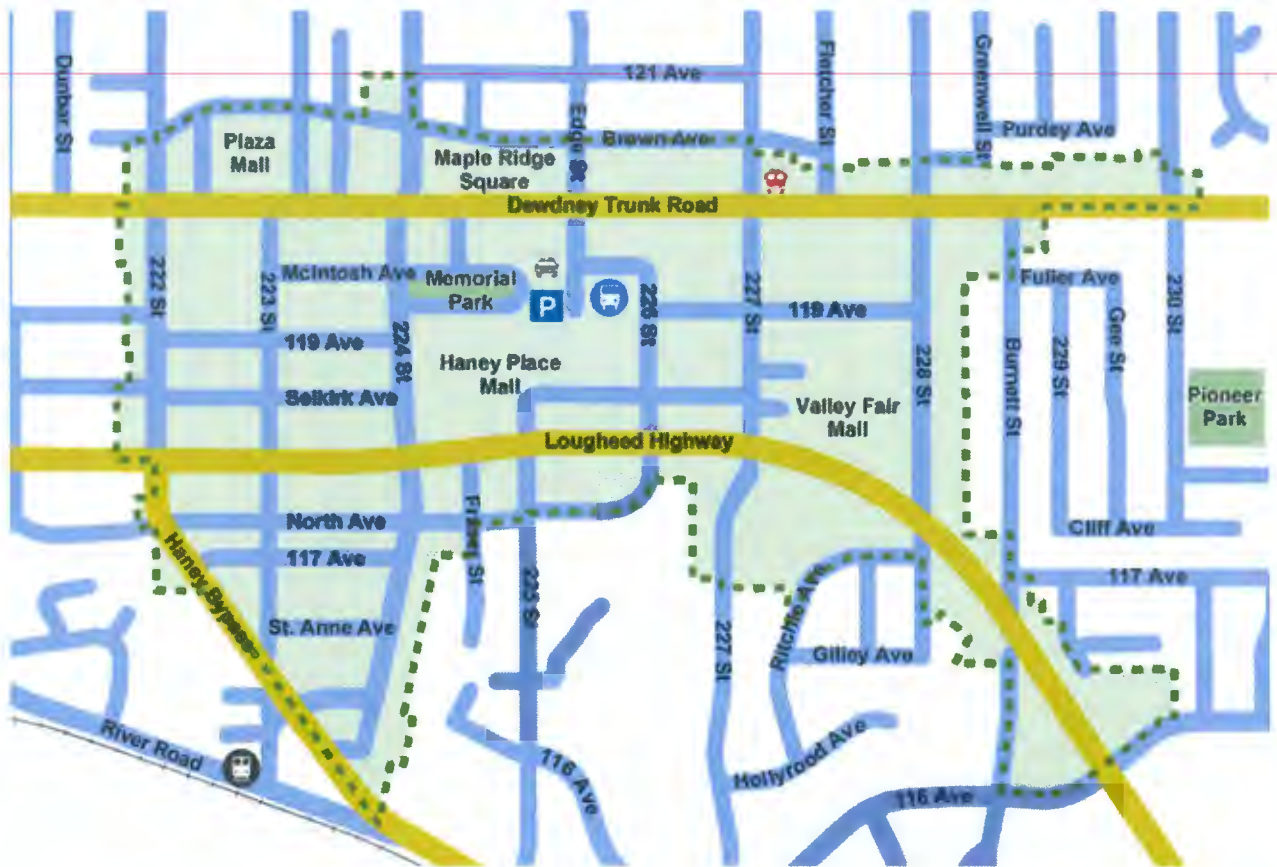 Dunbar St
121 Ave
Fletcher St
Greenwell St
Plaza
Mall
Edge St
Brown Ave
Purdey Ave
Maple Ridge
Square
Dewdney Trunk Road
222 St
223 St
McIntosh Ave
Memorial
Park
P
226 St
227 St
119 Ave
Fuller Ave
230 St
119 Ave
224 St
Haney Place
Mall
228 St
Burnett St
229 St
Gee St
Selkirk Ave
Valley Fair
Mall
Pioneer
Park
Lougheed Highway
North Ave
Fraser St
Cliff Ave
Haney Bypass
117 Ave
225 St
117 Ave
St. Anne Ave
227 St
Ritchie Ave
Gilley Ave
River Road
116 Ave
Hollyrood Ave
116 Ave